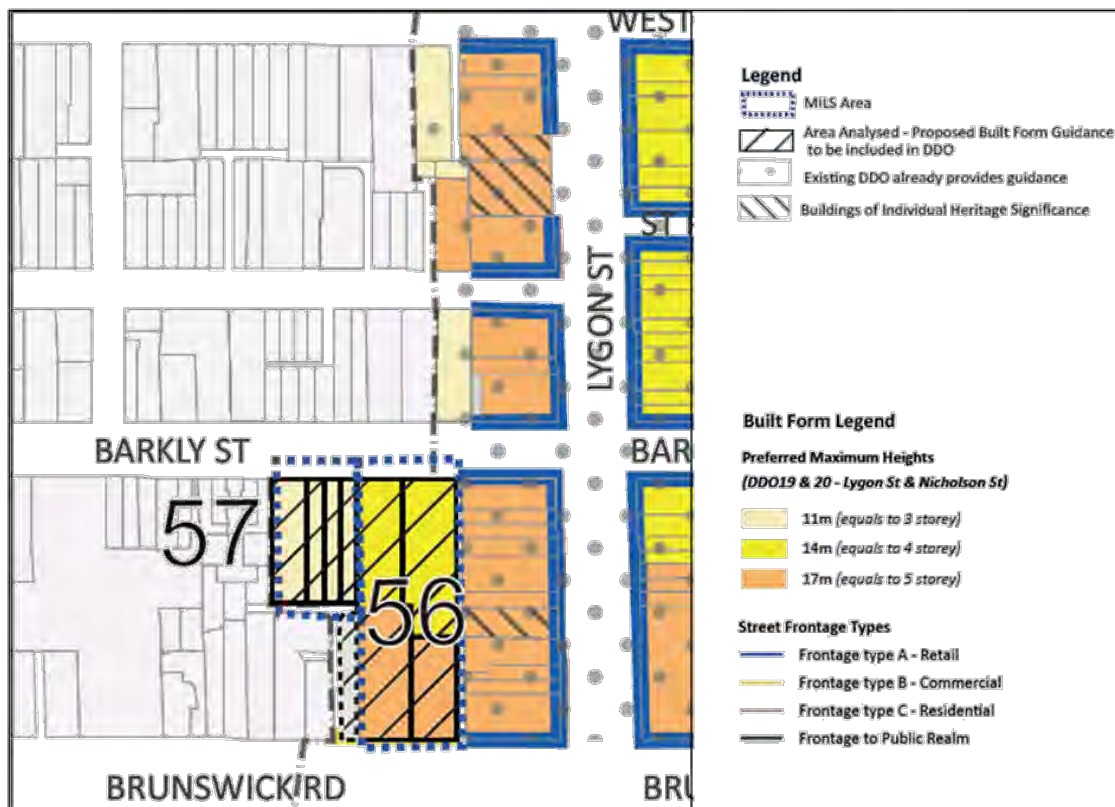 WEST
ST
LYGON ST
BARKLY ST
BAR
57
56
BRUNSWICK RD
BRU
Legend
MiLS Area
Area Analysed - Proposed Built Form Guidance
to be included in DDO
Existing DDO already provides guidance
Buildings of Individual Heritage Significance
Built Form Legend
Preferred Maximum Heights
(DDO19 & 20 - Lygon St & Nicholson St)
11m (equals to 3 storey)
14m (equals to 4 storey)
17m (equals to 5 storey)
Street Frontage Types
Frontage type A - Retail
Frontage type B - Commercial
Frontage type C - Residential
Frontage to Public Realm